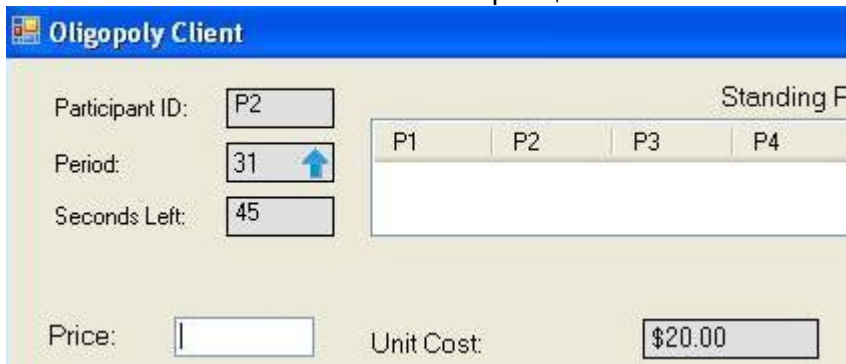 Oligopoly Client
Participant ID: P2
Standing
P1 P2 P3 P4
Period: 31
Seconds Left: 45
Price:
Unit Cost: $20.00